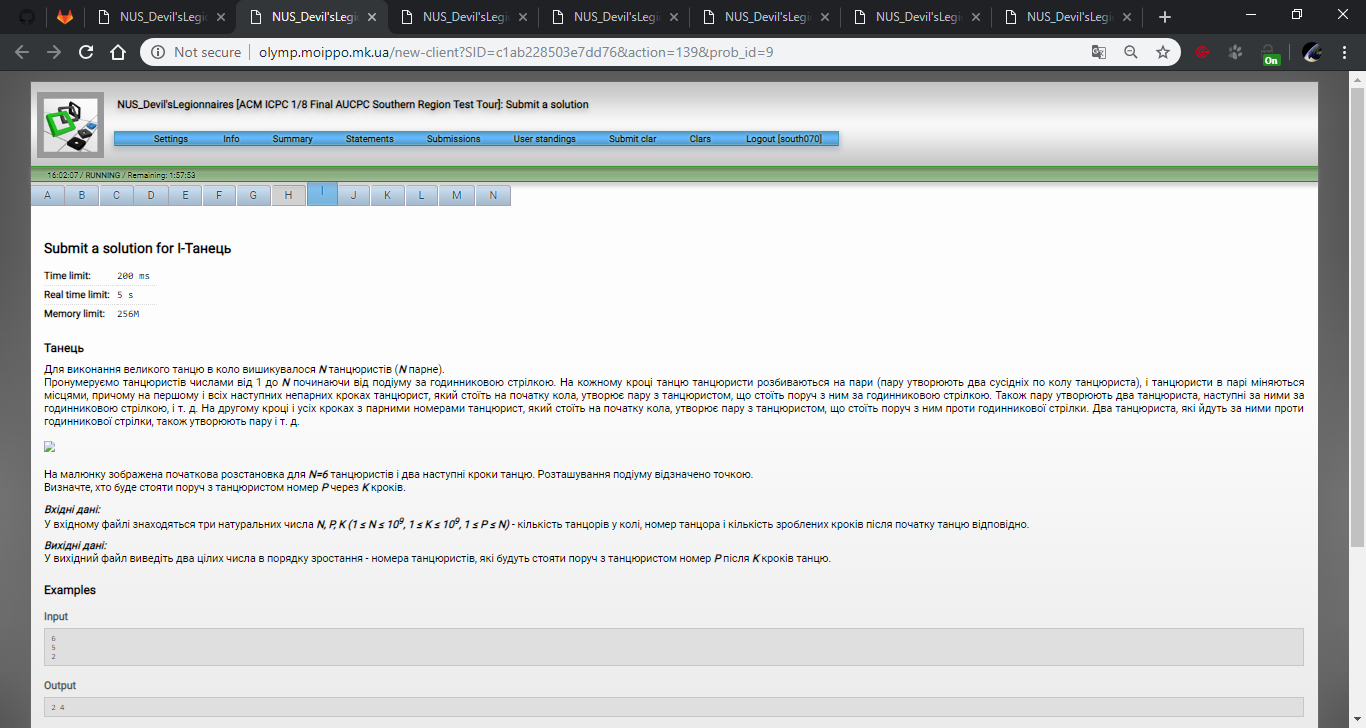 NUS_Devil'sLegi
NUS_Devil'sLegi
NUS_Devil'sLegi
NUS_Devil'sLegi
NUS_Devil'sLegi
NUS_Devil'sLegi
NUS_Devil'sLegi
Not secure
olymp.moippo.mk.ua/new-client?SID=c1ab228503e7dd76&action=139&prob_id=9
On
NUS_Devil'sLegionnaires [ACM ICPC 1/8 Final AUCPC Southern Region Test Tour]: Submit a solution
Settings Info Summary Statements Submissions User standings Submit clar Clars Logout [south070]
16:02:07 / RUNNING / Remaining: 1:57:53
A B C D E F G H I J K L M N
Submit a solution for I-Танець
Time limit: 200 ms
Real time limit: 5 s
Memory limit: 256M
Танець
Для виконання великого танцю в коло вишикувалося N танцюристів (N парне).
Пронумеруємо танцюристів числами від 1 до N починаючи від подіуму за годинниковою стрілкою. На кожному кроці танцю танцюристи розбиваються на пари (пару утворюють два сусідніх по колу танцюриста), і танцюристи в парі міняються
місцями, причому на першому і всіх наступних непарних кроках танцюрист, який стоїть на початку кола, утворює пару з танцюристом, що стоїть поруч з ним за годинниковою стрілкою. Також пару утворюють два танцюриста, наступні за ними за
годинниковою стрілкою, і т. д. На другому кроці і усіх кроках з парними номерами танцюрист, який стоїть на початку кола, утворює пару з танцюристом, що стоїть поруч з ним проти годинникової стрілки. Два танцюриста, які йдуть за ними проти
годинникової стрілки, також утворюють пару і т. д.
На малюнку зображена початкова розстановка для N=6 танцюристів і два наступні кроки танцю. Розташування подіуму відзначено точкою.
Визначте, хто буде стояти поруч з танцюристом номер P через K кроків.
Вхідні дані:
У вхідному файлі знаходяться три натуральних числа N, P, K (1 ≤ N ≤ 10⁹, 1 ≤ K ≤ 10⁹, 1 ≤ P ≤ N) - кількість танцорів у колі, номер танцора і кількість зроблених кроків після початку танцю відповідно.
Вихідні дані:
У вихідний файл виведіть два цілих числа в порядку зростання - номера танцюристів, які будуть стояти поруч з танцюристом номер P після K кроків танцю.
Examples
Input
6
5
2
Output
2 4